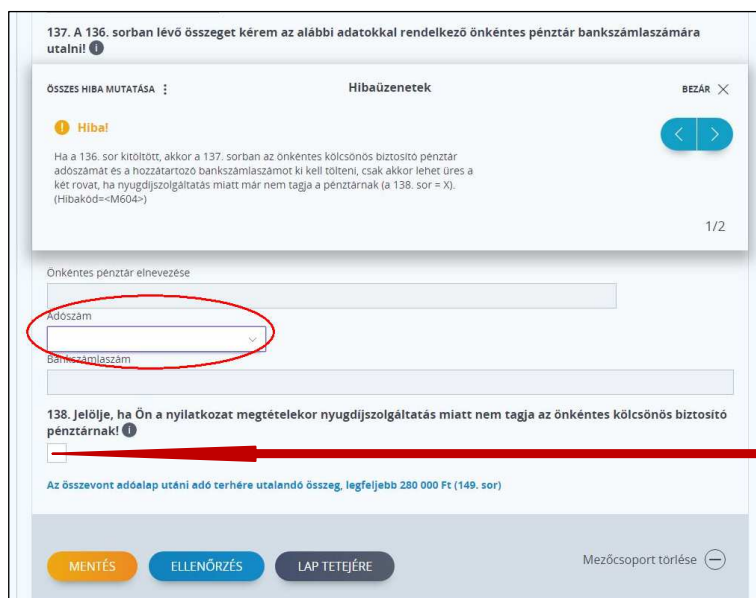 137. A 136. sorban lévő összeget kérem az alábbi adatokkal rendelkező önkéntes pénztár bankszámlaszámára
utalni! i
ÖSSZES HIBA MUTATÁSA
Hibaüzenetek
BEZÁR
! Hiba!
Ha a 136. sor kitöltött, akkor a 137. sorban az önkéntes kölcsönös biztosító pénztár
adószámát és a hozzátartozó bankszámlaszámot ki kell tölteni, csak akkor lehet üres a
két rovat, ha nyugdíjszolgáltatás miatt már nem tagja a pénztárnak (a 138. sor = X).
(Hibakód=<M604>)
1/2
Önkéntes pénztár elnevezése
Adószám
Bankszámlaszám
138. Jelölje, ha Ön a nyilatkozat megtételekor nyugdíjszolgáltatás miatt nem tagja az önkéntes kölcsönös biztosító
pénztárnak! i
Az összevont adóalap utáni adó terhére utalandó összeg, legfeljebb 280 000 Ft (149. sor)
MENTÉS
ELLENŐRZÉS
LAP TETEJÉRE
Mezőcsoport törlése